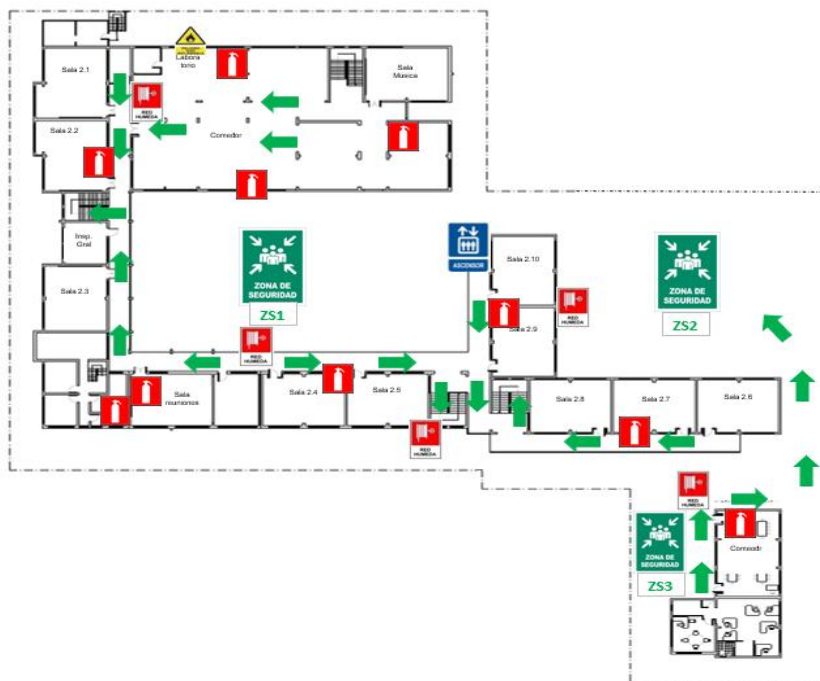 Sala 2.1
Labora
torio
Sala
Música
RED
HUMEDA
Sala 2.2
Comedor
Insp.
Gral
ASCENSOR
Sala 2.10
ZONA DE
SEGURIDAD
ZS1
ZONA DE
SEGURIDAD
ZS2
Sala 2.3
RED
HUMEDA
Sala 2.9
RED
HUMEDA
Sala
reuniones
Sala 2.4
Sala 2.5
Sala 2.8
Sala 2.7
Sala 2.6
RED
HUMEDA
RED
HUMEDA
ZONA DE
SEGURIDAD
ZS3